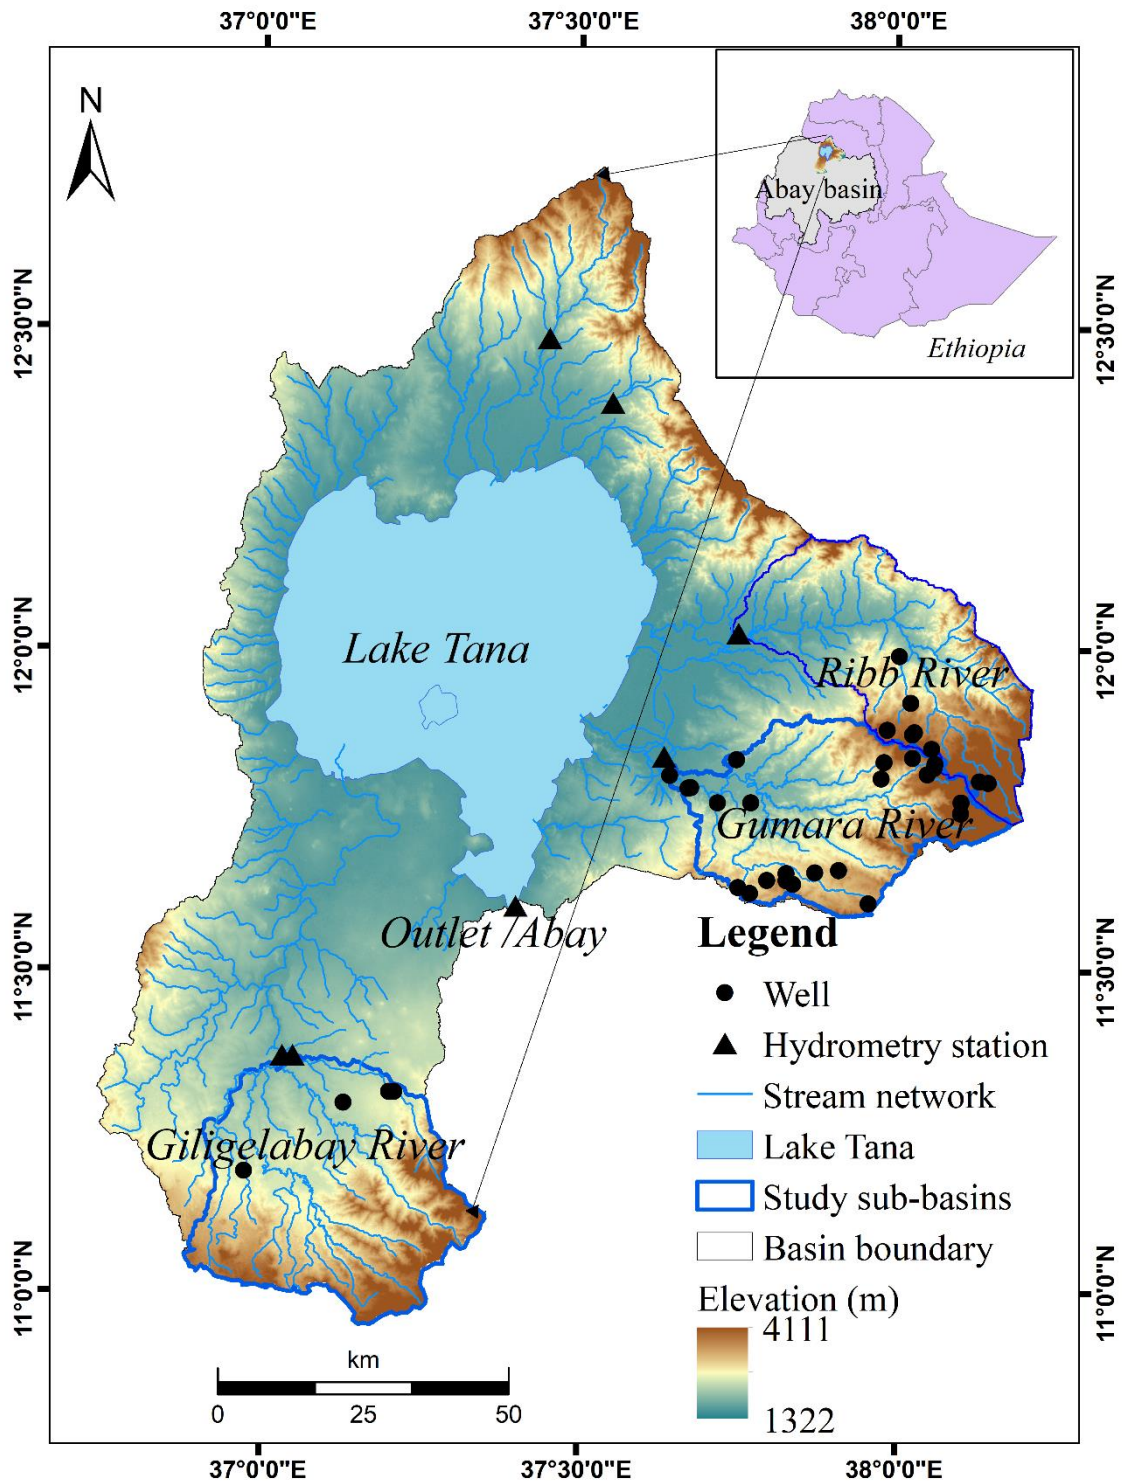 37°0'0"E 37°30'0"E 38°0'0"E
N
Abay basin
Ethiopia
12°30'0"N 12°30'0"N
Lake Tana
12°0'0"N 12°0'0"N
Ribb River
Gumara River
Outlet /Abay
11°30'0"N 11°30'0"N
Giligelabay River
11°0'0"N 11°0'0"N
Legend
Well
Hydrometry station
Stream network
Lake Tana
Study sub-basins
Basin boundary
Elevation (m)
4111
1322
km
0 25 50
37°0'0"E 37°30'0"E 38°0'0"E